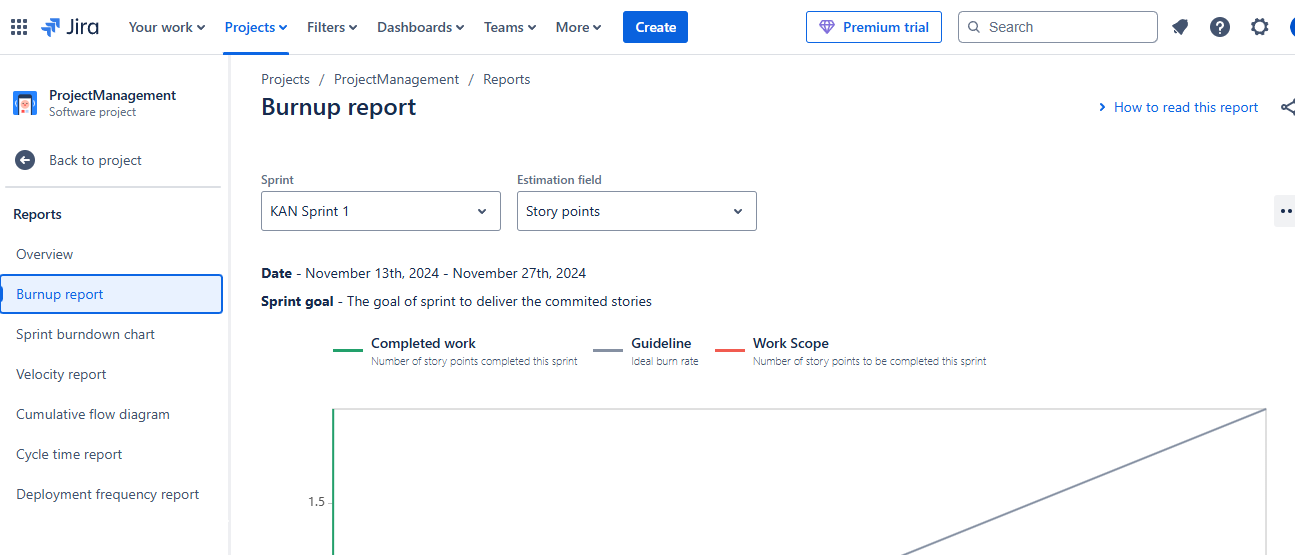 Jira
Your work
Projects
Filters
Dashboards
Teams
More
Create
Premium trial
Search
ProjectManagement
Software project
Back to project
Reports
Overview
Burnup report
Sprint burndown chart
Velocity report
Cumulative flow diagram
Cycle time report
Deployment frequency report
Projects / ProjectManagement / Reports
Burnup report
How to read this report
Sprint
KAN Sprint 1
Estimation field
Story points
Date - November 13th, 2024 - November 27th, 2024
Sprint goal - The goal of sprint to deliver the commited stories
Completed work
Number of story points completed this sprint
Guideline
Ideal burn rate
Work Scope
Number of story points to be completed this sprint
1.5